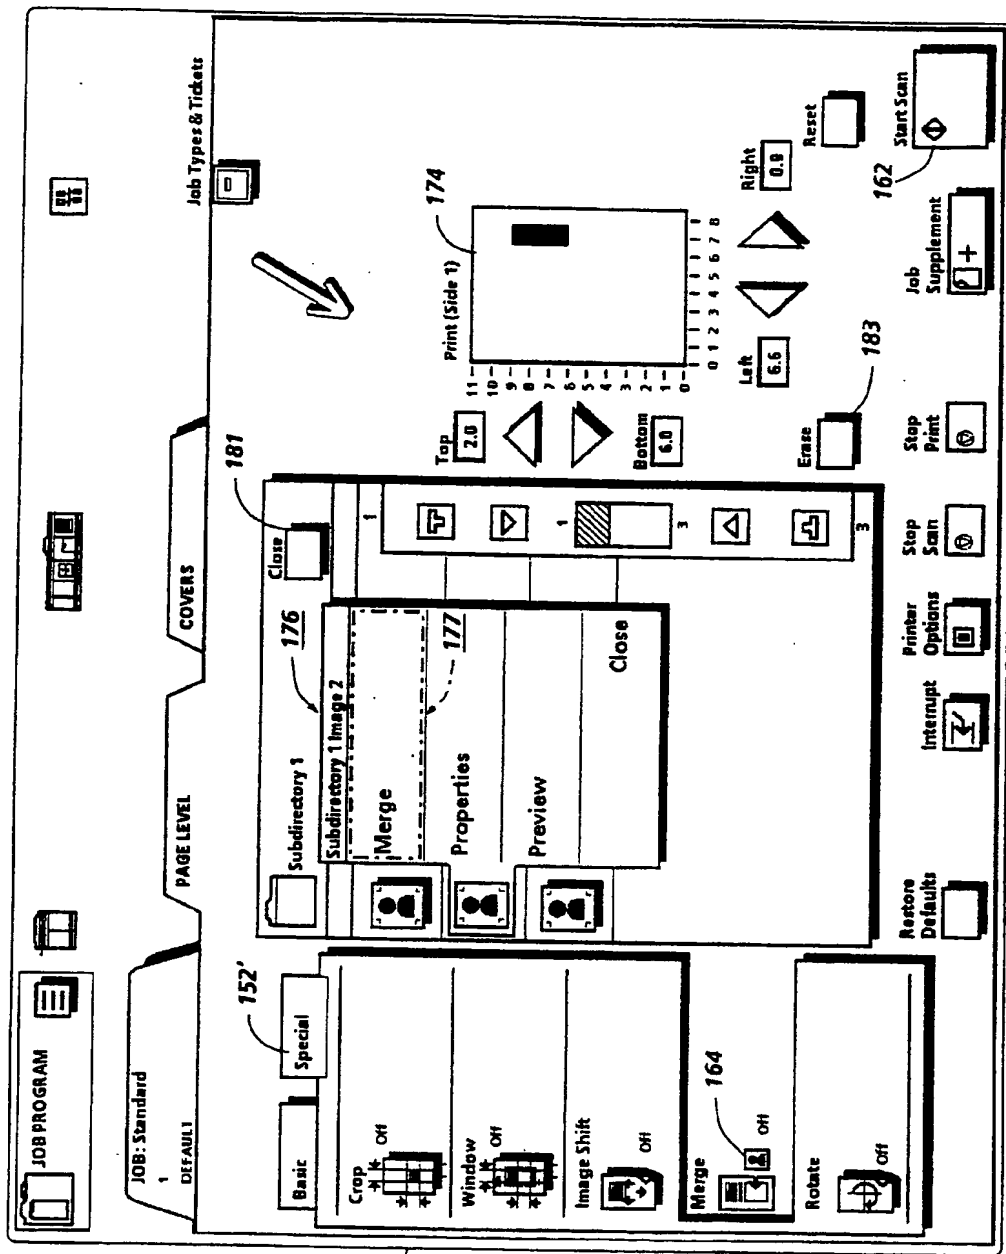 JOB PROGRAM
JOB: Standard
1
DEFAULT
PAGE LEVEL
COVERS
Job Types & Tickets
Basic
Special
152'
Crop
Off
Window
Off
Image Shift
Off
Merge
Off
164
Rotate
Off
Subdirectory 1
176
Close
181
Subdirectory 1 Image 2
Merge
177
Properties
Preview
Close
1
1
3
3
Print (Side 1)
174
Top
2.0
Bottom
6.0
11
10
9
8
7
6
5
4
3
2
1
0
0 1 2 3 4 5 6 7 8
Left
6.6
Right
0.9
Erase
183
Reset
Restore
Defaults
Interrupt
Printer
Options
Stop
Scan
Stop
Print
Job
Supplement
Start Scan
162